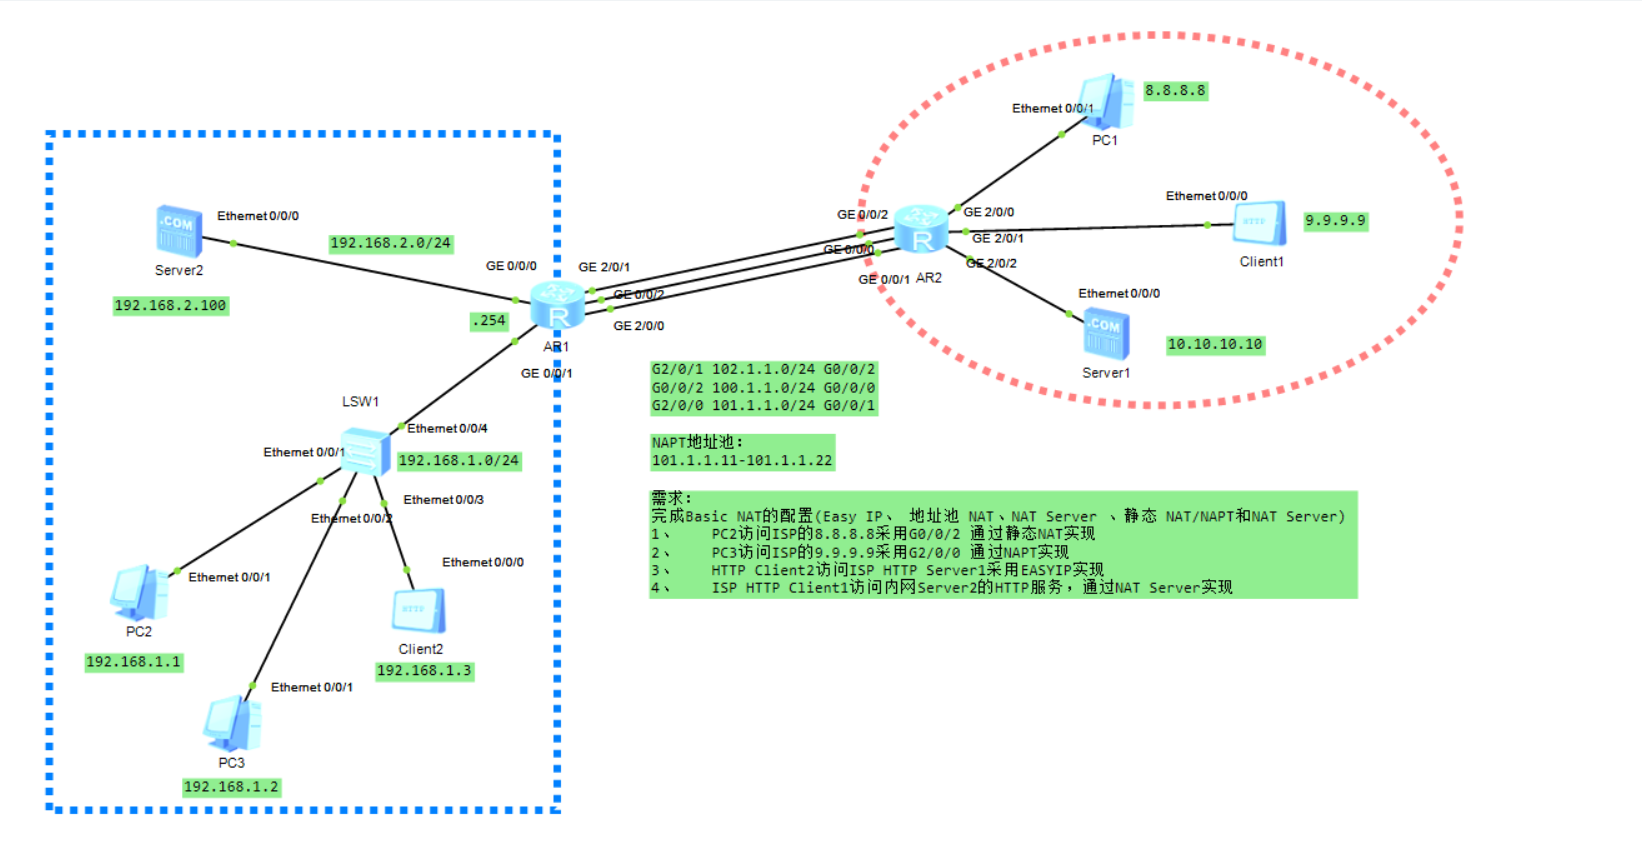 8.8.8.8
Ethernet 0/0/1
PC1
Ethernet 0/0/0
9.9.9.9
Client1
GE 0/0/2
GE 2/0/0
GE 0/0/0
GE 2/0/1
GE 2/0/2
GE 0/0/1
AR2
Ethernet 0/0/0
10.10.10.10
Server1
Ethernet 0/0/0
192.168.2.0/24
Server2
192.168.2.100
GE 0/0/0
GE 2/0/1
GE 0/0/2
GE 2/0/0
.254
AR1
GE 0/0/1
LSW1
Ethernet 0/0/4
Ethernet 0/0/1
192.168.1.0/24
Ethernet 0/0/3
Ethernet 0/0/2
Ethernet 0/0/0
Ethernet 0/0/1
PC2
192.168.1.1
Client2
192.168.1.3
Ethernet 0/0/1
PC3
192.168.1.2
G2/0/1 102.1.1.0/24 G0/0/2
G0/0/2 100.1.1.0/24 G0/0/0
G2/0/0 101.1.1.0/24 G0/0/1
NAPT地址池：
101.1.1.11-101.1.1.22
需求：
完成Basic NAT的配置(Easy IP、 地址池 NAT、NAT Server 、静态 NAT/NAPT和NAT Server)
1、 PC2访问ISP的8.8.8.8采用G0/0/2 通过静态NAT实现
2、 PC3访问ISP的9.9.9.9采用G2/0/0 通过NAPT实现
3、 HTTP Client2访问ISP HTTP Server1采用EASYIP实现
4、 ISP HTTP Client1访问内网Server2的HTTP服务，通过NAT Server实现